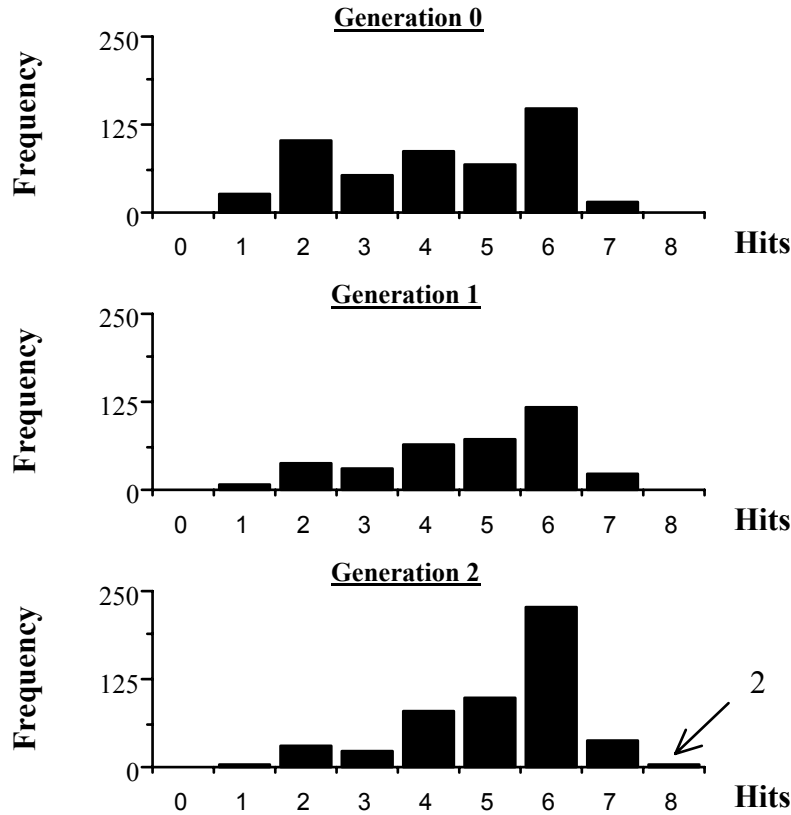 Generation 0
250
125
0
Frequency
0 1 2 3 4 5 6 7 8 Hits
Generation 1
250
125
0
Frequency
0 1 2 3 4 5 6 7 8 Hits
Generation 2
250
125
0
Frequency
2
0 1 2 3 4 5 6 7 8 Hits